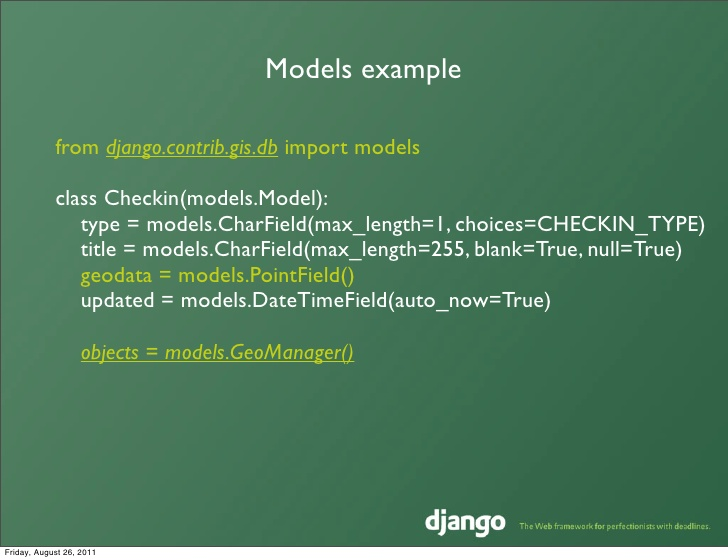 Models example
from django.contrib.gis.db import models
class Checkin(models.Model):
type = models.CharField(max_length=1, choices=CHECKIN_TYPE)
title = models.CharField(max_length=255, blank=True, null=True)
geodata = models.PointField()
updated = models.DateTimeField(auto_now=True)
objects = models.GeoManager()
django The Web framework for perfectionists with deadlines.
Friday, August 26, 2011